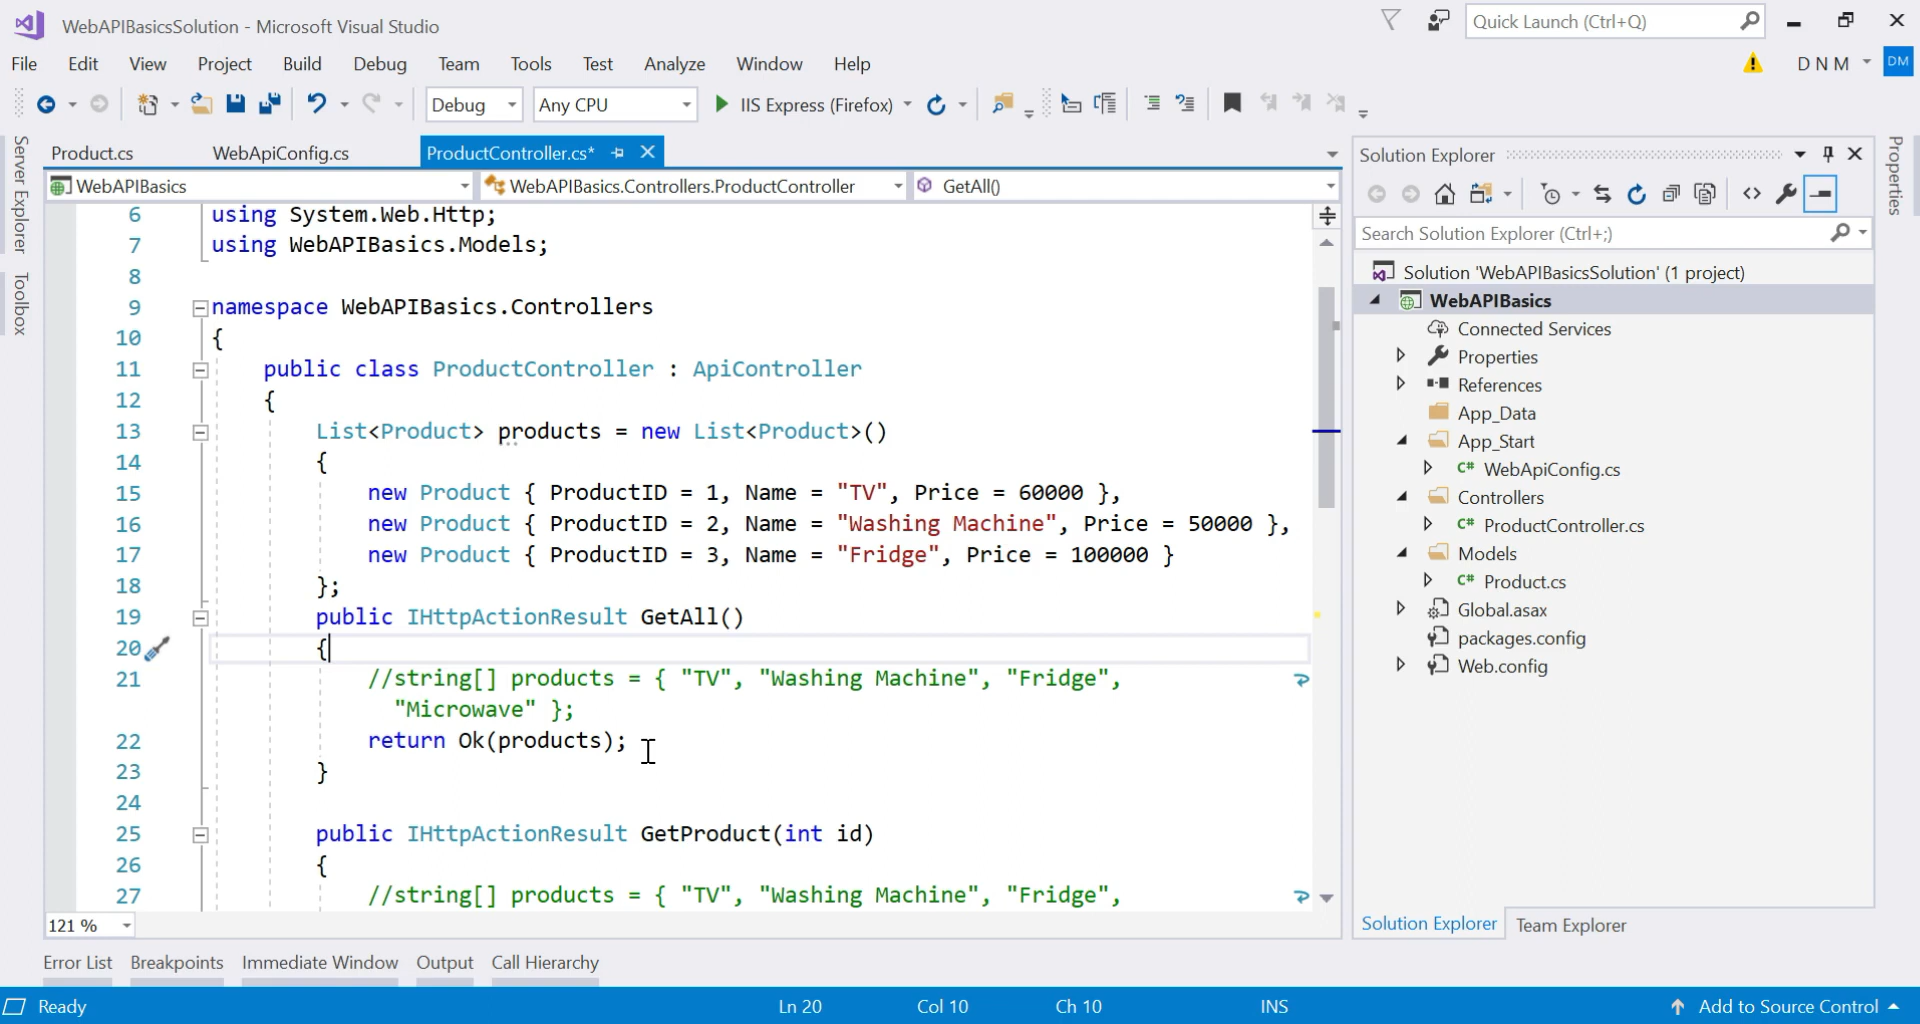 WebAPIBasicsSolution - Microsoft Visual Studio
Quick Launch (Ctrl+Q)
File Edit View Project Build Debug Team Tools Test Analyze Window Help
D N M DM
Debug Any CPU IIS Express (Firefox)
Server Explorer
Toolbox
Product.cs WebApiConfig.cs ProductController.cs*
WebAPIBasics WebAPIBasics.Controllers.ProductController GetAll()
6 using System.Web.Http;
7 using WebAPIBasics.Models;
8
9 namespace WebAPIBasics.Controllers
10 {
11 public class ProductController : ApiController
12 {
13 List<Product> products = new List<Product>()
14 {
15 new Product { ProductID = 1, Name = "TV", Price = 60000 },
16 new Product { ProductID = 2, Name = "Washing Machine", Price = 50000 },
17 new Product { ProductID = 3, Name = "Fridge", Price = 100000 }
18 };
19 public IHttpActionResult GetAll()
20 {
21 //string[] products = { "TV", "Washing Machine", "Fridge",
"Microwave" };
22 return Ok(products);
23 }
24
25 public IHttpActionResult GetProduct(int id)
26 {
27 //string[] products = { "TV", "Washing Machine", "Fridge",
121 %
Solution Explorer
Search Solution Explorer (Ctrl+;)
Solution 'WebAPIBasicsSolution' (1 project)
WebAPIBasics
Connected Services
Properties
References
App_Data
App_Start
C# WebApiConfig.cs
Controllers
C# ProductController.cs
Models
C# Product.cs
Global.asax
packages.config
Web.config
Solution Explorer Team Explorer
Properties
Error List Breakpoints Immediate Window Output Call Hierarchy
Ready Ln 20 Col 10 Ch 10 INS Add to Source Control